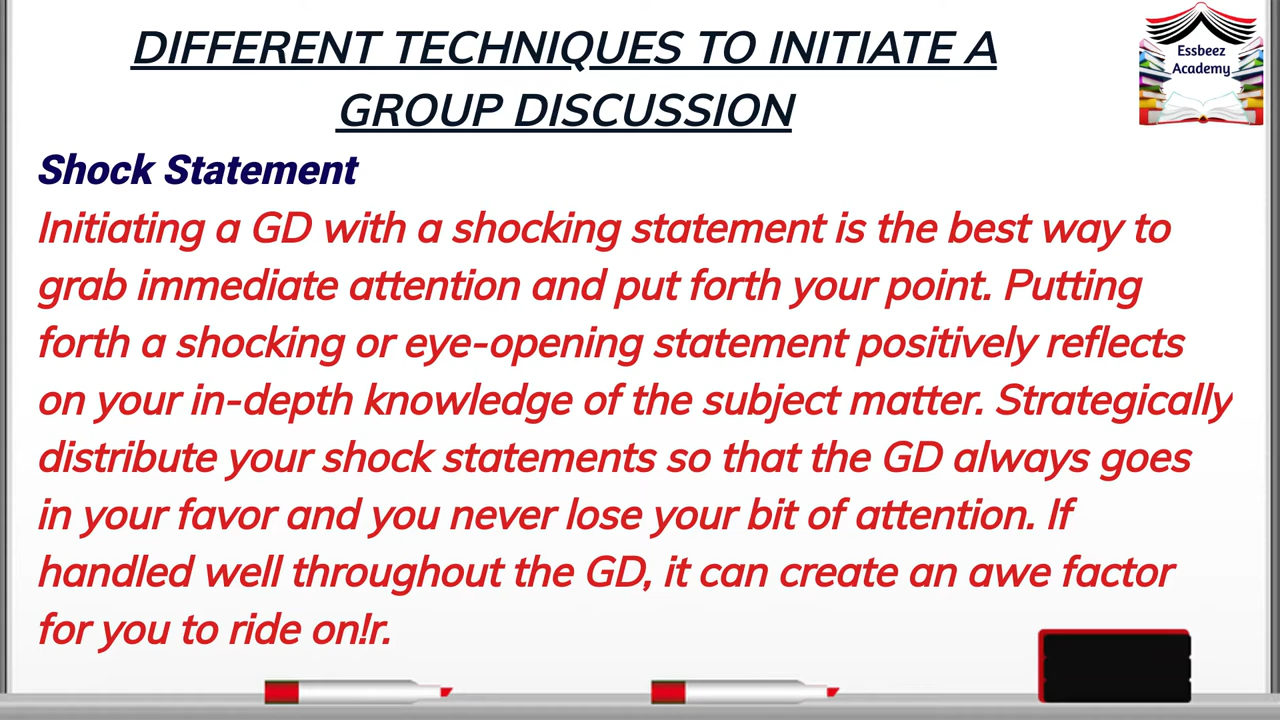 DIFFERENT TECHNIQUES TO INITIATE A
GROUP DISCUSSION
Essbeez
Academy
Shock Statement
Initiating a GD with a shocking statement is the best way to
grab immediate attention and put forth your point. Putting
forth a shocking or eye-opening statement positively reflects
on your in-depth knowledge of the subject matter. Strategically
distribute your shock statements so that the GD always goes
in your favor and you never lose your bit of attention. If
handled well throughout the GD, it can create an awe factor
for you to ride on!r.